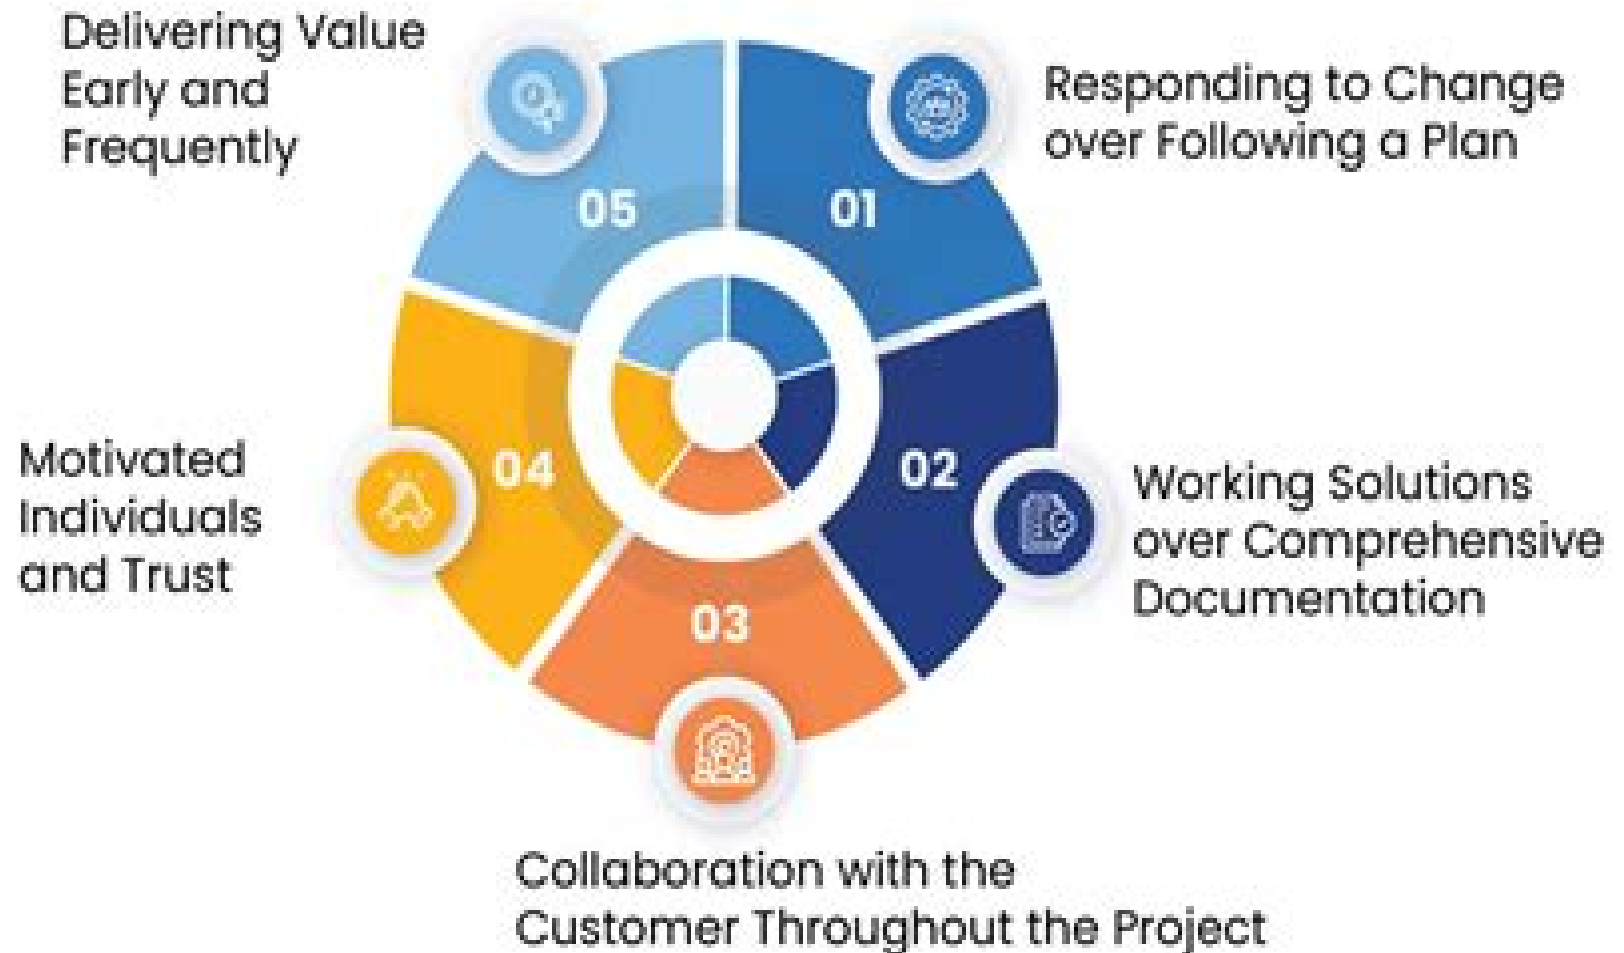 Delivering Value
Early and
Frequently
Responding to Change
over Following a Plan
05
01
Motivated
Individuals
and Trust
04
02
Working Solutions
over Comprehensive
Documentation
03
Collaboration with the
Customer Throughout the Project